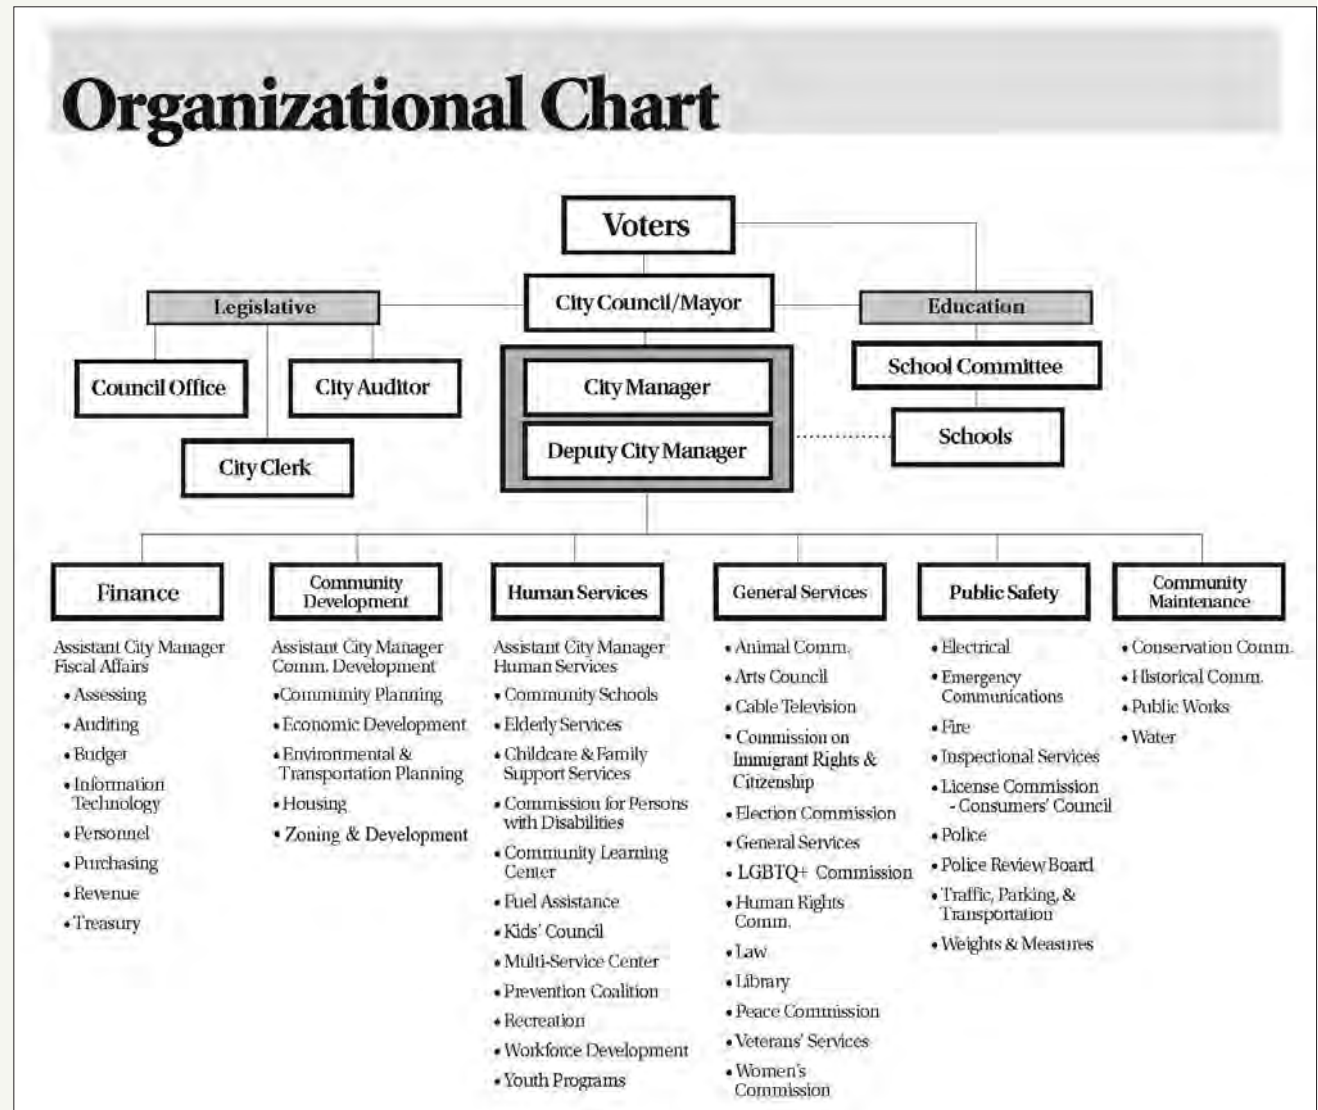 Organizational Chart
Voters
City Council/Mayor
Legislative
Education
Council Office
City Auditor
City Clerk
City Manager
Deputy City Manager
School Committee
Schools
Finance
Assistant City Manager
Fiscal Affairs
• Assessing
• Auditing
• Budget
• Information
Technology
• Personnel
• Purchasing
• Revenue
• Treasury
Community
Development
Assistant City Manager
Comm. Development
• Community Planning
• Economic Development
• Environmental &
Transportation Planning
• Housing
• Zoning & Development
Human Services
Assistant City Manager
Human Services
• Community Schools
• Elderly Services
• Childcare & Family
Support Services
• Commission for Persons
with Disabilities
• Community Learning
Center
• Fuel Assistance
• Kids' Council
• Multi-Service Center
• Prevention Coalition
• Recreation
• Workforce Development
• Youth Programs
General Services
• Animal Comm.
• Arts Council
• Cable Television
• Commission on
Immigrant Rights &
Citizenship
• Election Commission
• General Services
• LGBTQ+ Commission
• Human Rights
Comm.
• Law
• Library
• Peace Commission
• Veterans' Services
• Women's
Commission
Public Safety
• Electrical
• Emergency
Communications
• Fire
• Inspectional Services
• License Commission
- Consumers' Council
• Police
• Police Review Board
• Traffic, Parking, &
Transportation
• Weights & Measures
Community
Maintenance
• Conservation Comm.
• Historical Comm.
• Public Works
• Water